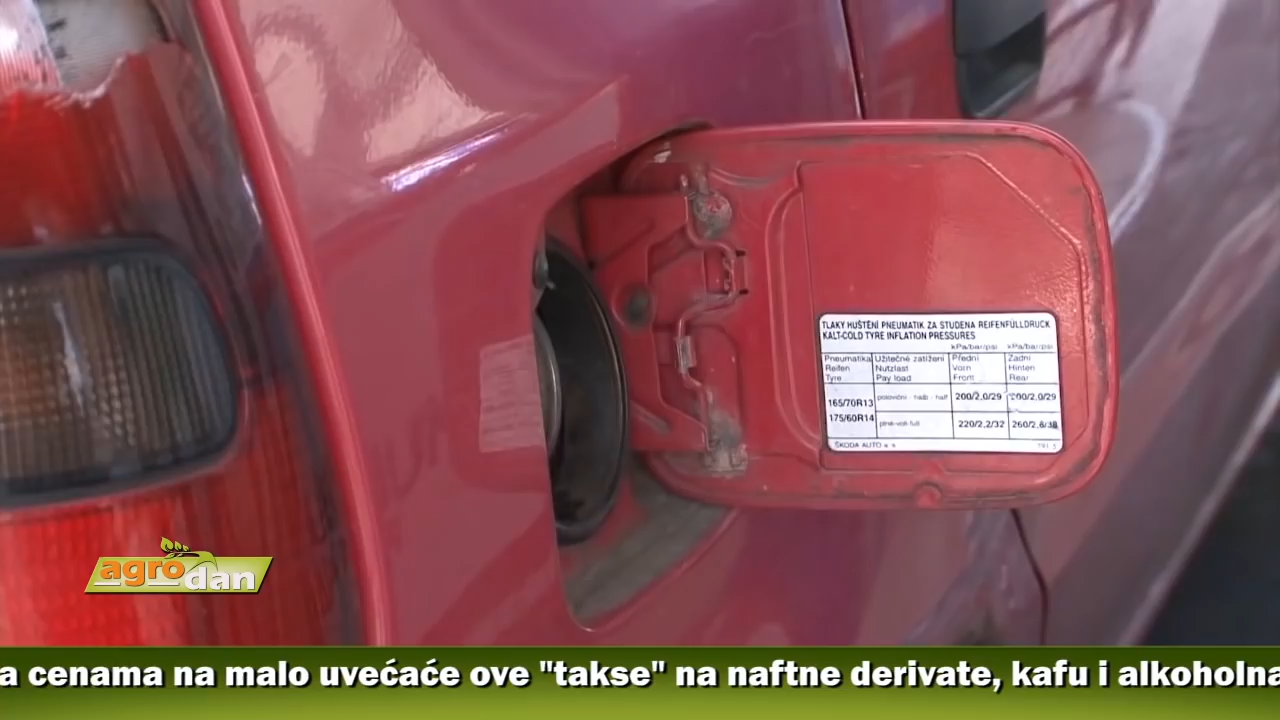 TLAKY HUŠTĚNÍ PNEUMATIK ZA STUDENA REIFENFÜLLDRUCK
KALT-COLD TYRE INFLATION PRESSURES
kPa/bar/psi kPa/bar/psi
Pneumatika Užitečné zatížení Přední Zadní
Reifen Nutzlast Vorn Hinten
Tyre Pay load Front Rear
165/70R13 200/2,0/29 200/2,0/29
175/60R14 220/2,2/32 260/2,6/38
ŠKODA AUTO a.s.
agro
dan
a cenama na malo uvećaće ove "takse" na naftne derivate, kafu i alkoholna